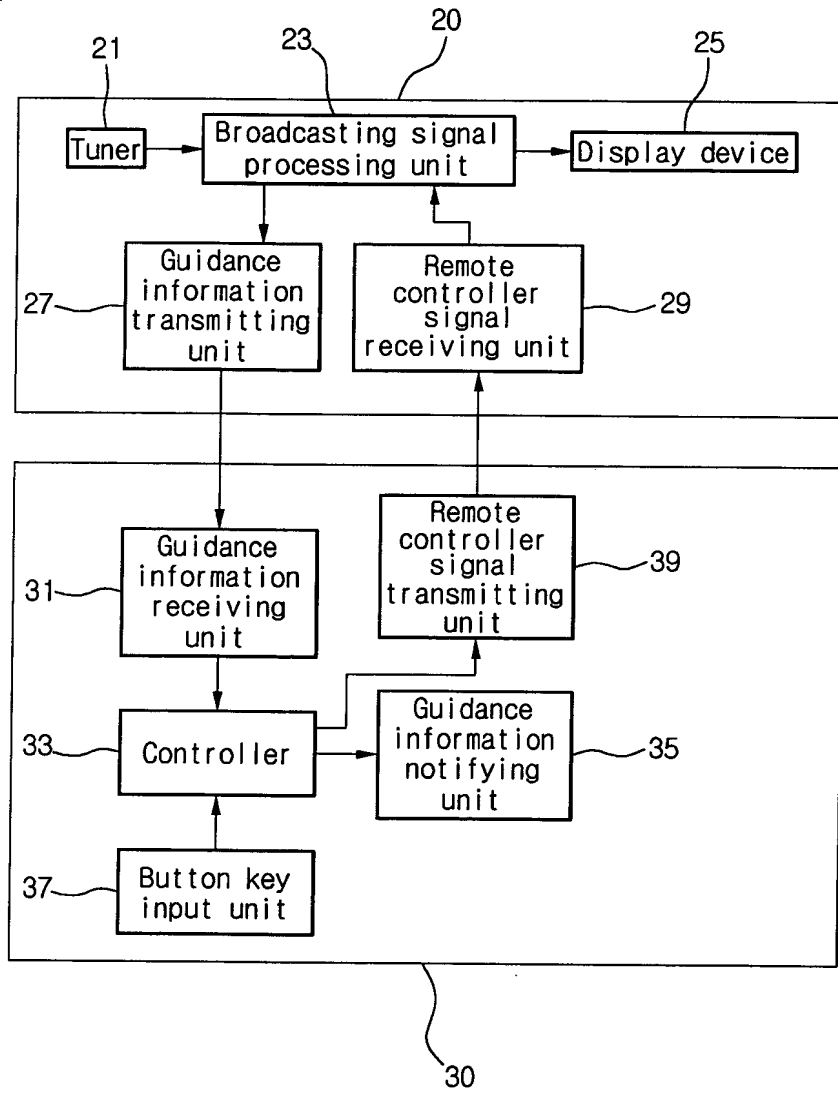 20
21
23
25
Tuner
Broadcasting signal
processing unit
Display device
Guidance
information
transmitting
unit
27
Remote
controller
signal
receiving unit
29
Guidance
information
receiving
unit
31
Remote
controller
signal
transmitting
unit
39
Controller
33
Guidance
information
notifying
unit
35
Button key
input unit
37
30